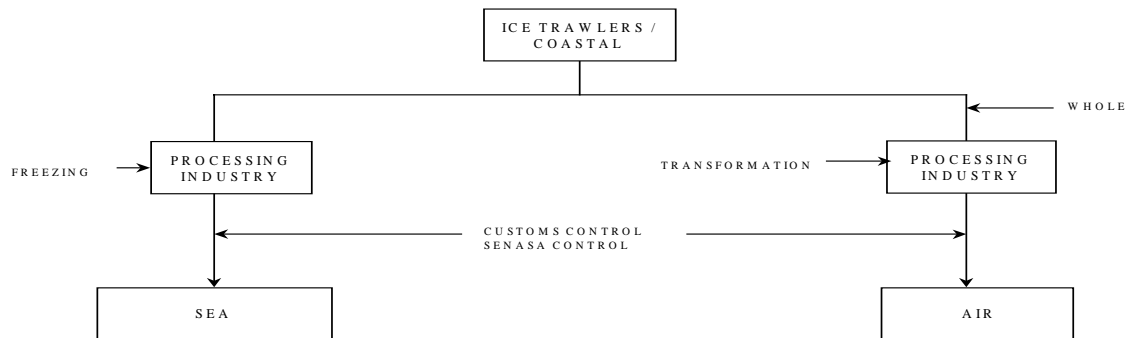 ICE TRAWLERS /
COASTAL
WHOLE
PROCESSING
INDUSTRY
PROCESSING
INDUSTRY
FREEZING
TRANSFORMATION
CUSTOMS CONTROL
SENASA CONTROL
SEA
AIR